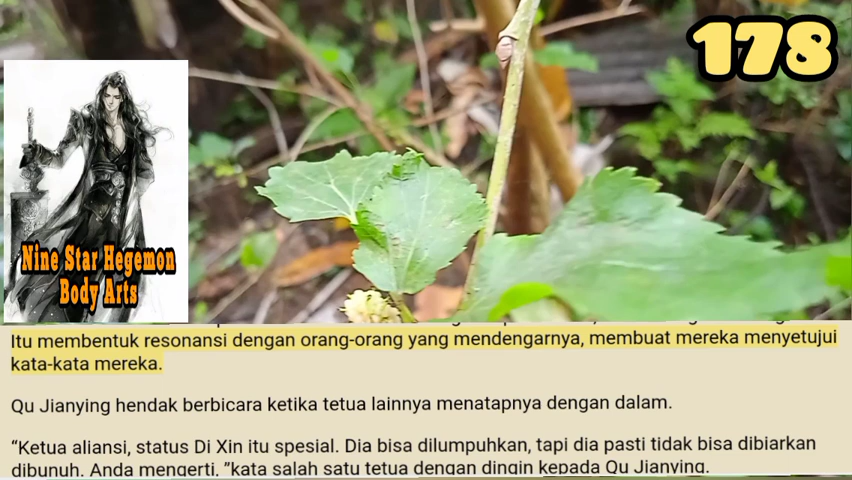 178
Nine Star Hegemon
Body Arts
Itu membentuk resonansi dengan orang-orang yang mendengarnya, membuat mereka menyetujui
kata-kata mereka.
Qu Jianying hendak berbicara ketika tetua lainnya menatapnya dengan dalam.
“Ketua aliansi, status Di Xin itu spesial. Dia bisa dilumpuhkan, tapi dia pasti tidak bisa dibiarkan
dibunuh. Anda mengerti, ”kata salah satu tetua dengan dingin kepada Qu Jianying.